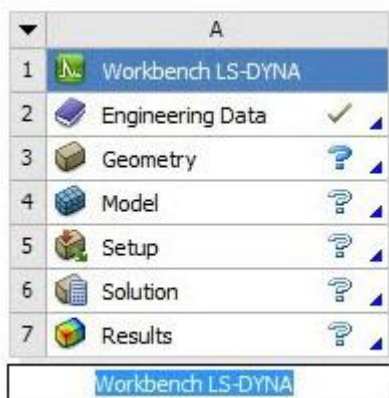 A
1 Workbench LS-DYNA
2 Engineering Data
3 Geometry
4 Model
5 Setup
6 Solution
7 Results
Workbench LS-DYNA